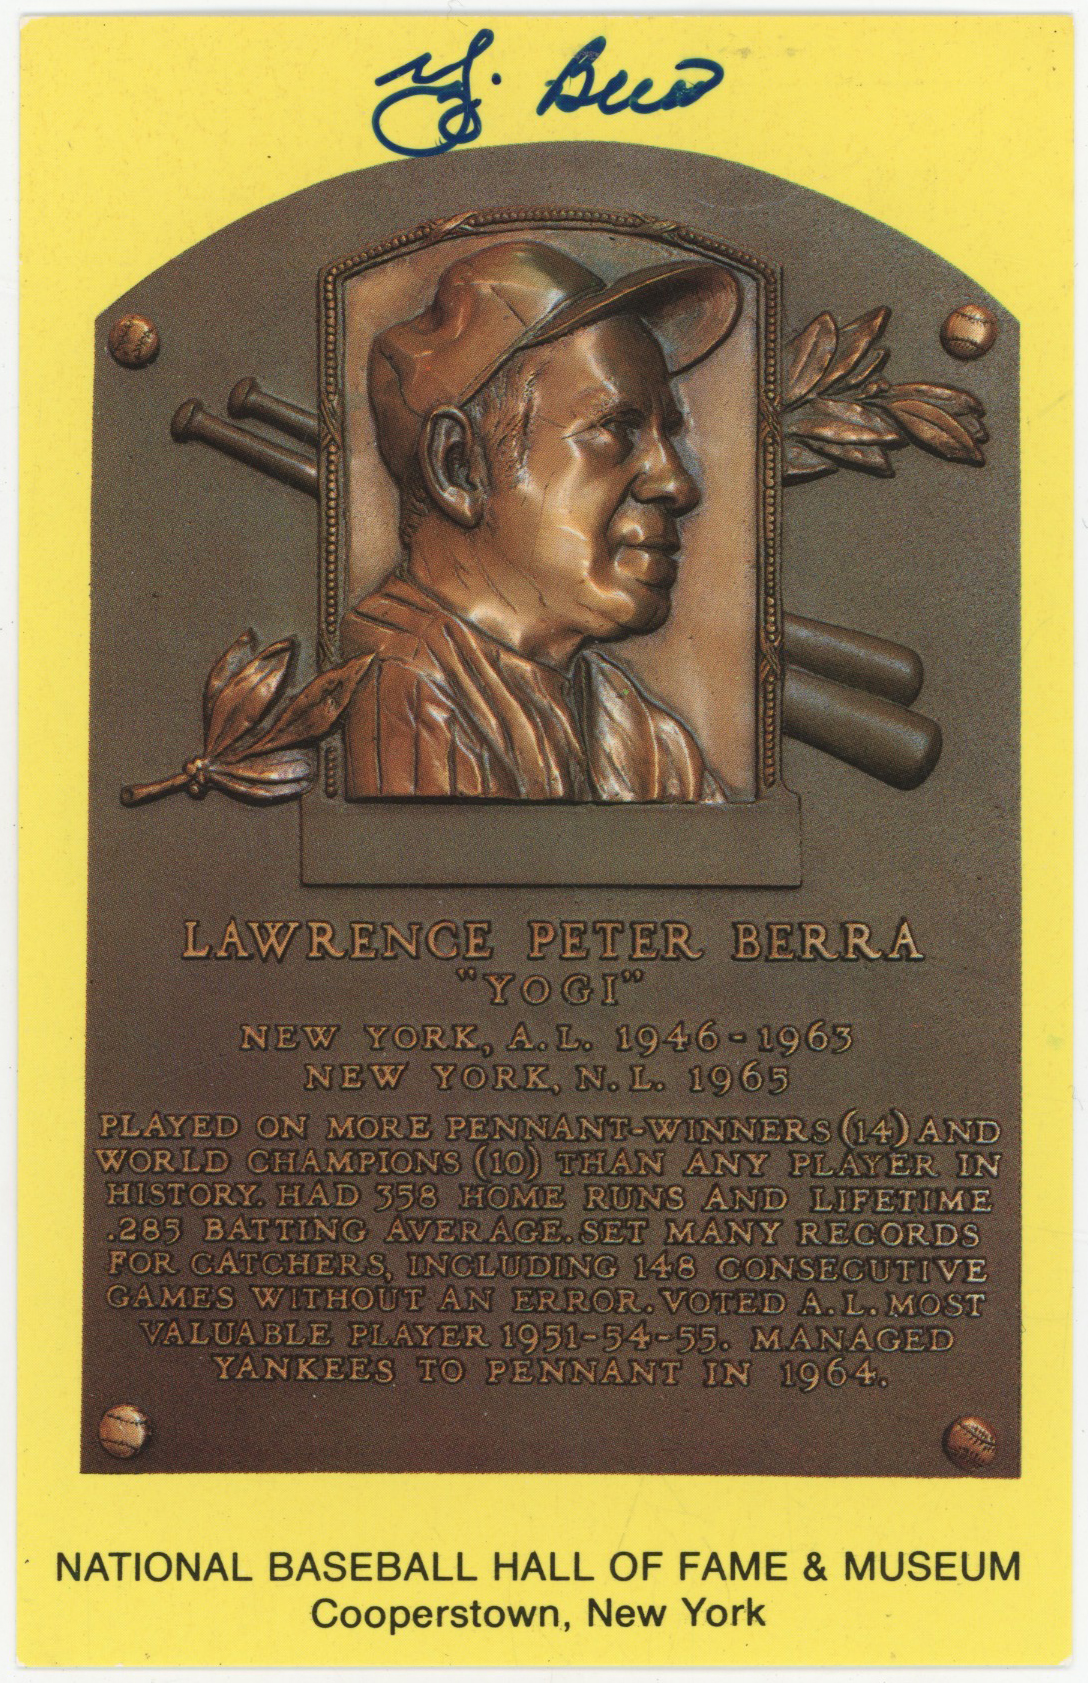 Y. Berra
LAWRENCE PETER BERRA
"YOGI"
NEW YORK, A.L. 1946-1963
NEW YORK, N.L. 1965
PLAYED ON MORE PENNANT-WINNERS (14) AND
WORLD CHAMPIONS (10) THAN ANY PLAYER IN
HISTORY. HAD 358 HOME RUNS AND LIFETIME
.285 BATTING AVERAGE. SET MANY RECORDS
FOR CATCHERS, INCLUDING 148 CONSECUTIVE
GAMES WITHOUT AN ERROR. VOTED A.L. MOST
VALUABLE PLAYER 1951-54-55. MANAGED
YANKEES TO PENNANT IN 1964.
NATIONAL BASEBALL HALL OF FAME & MUSEUM
Cooperstown, New York